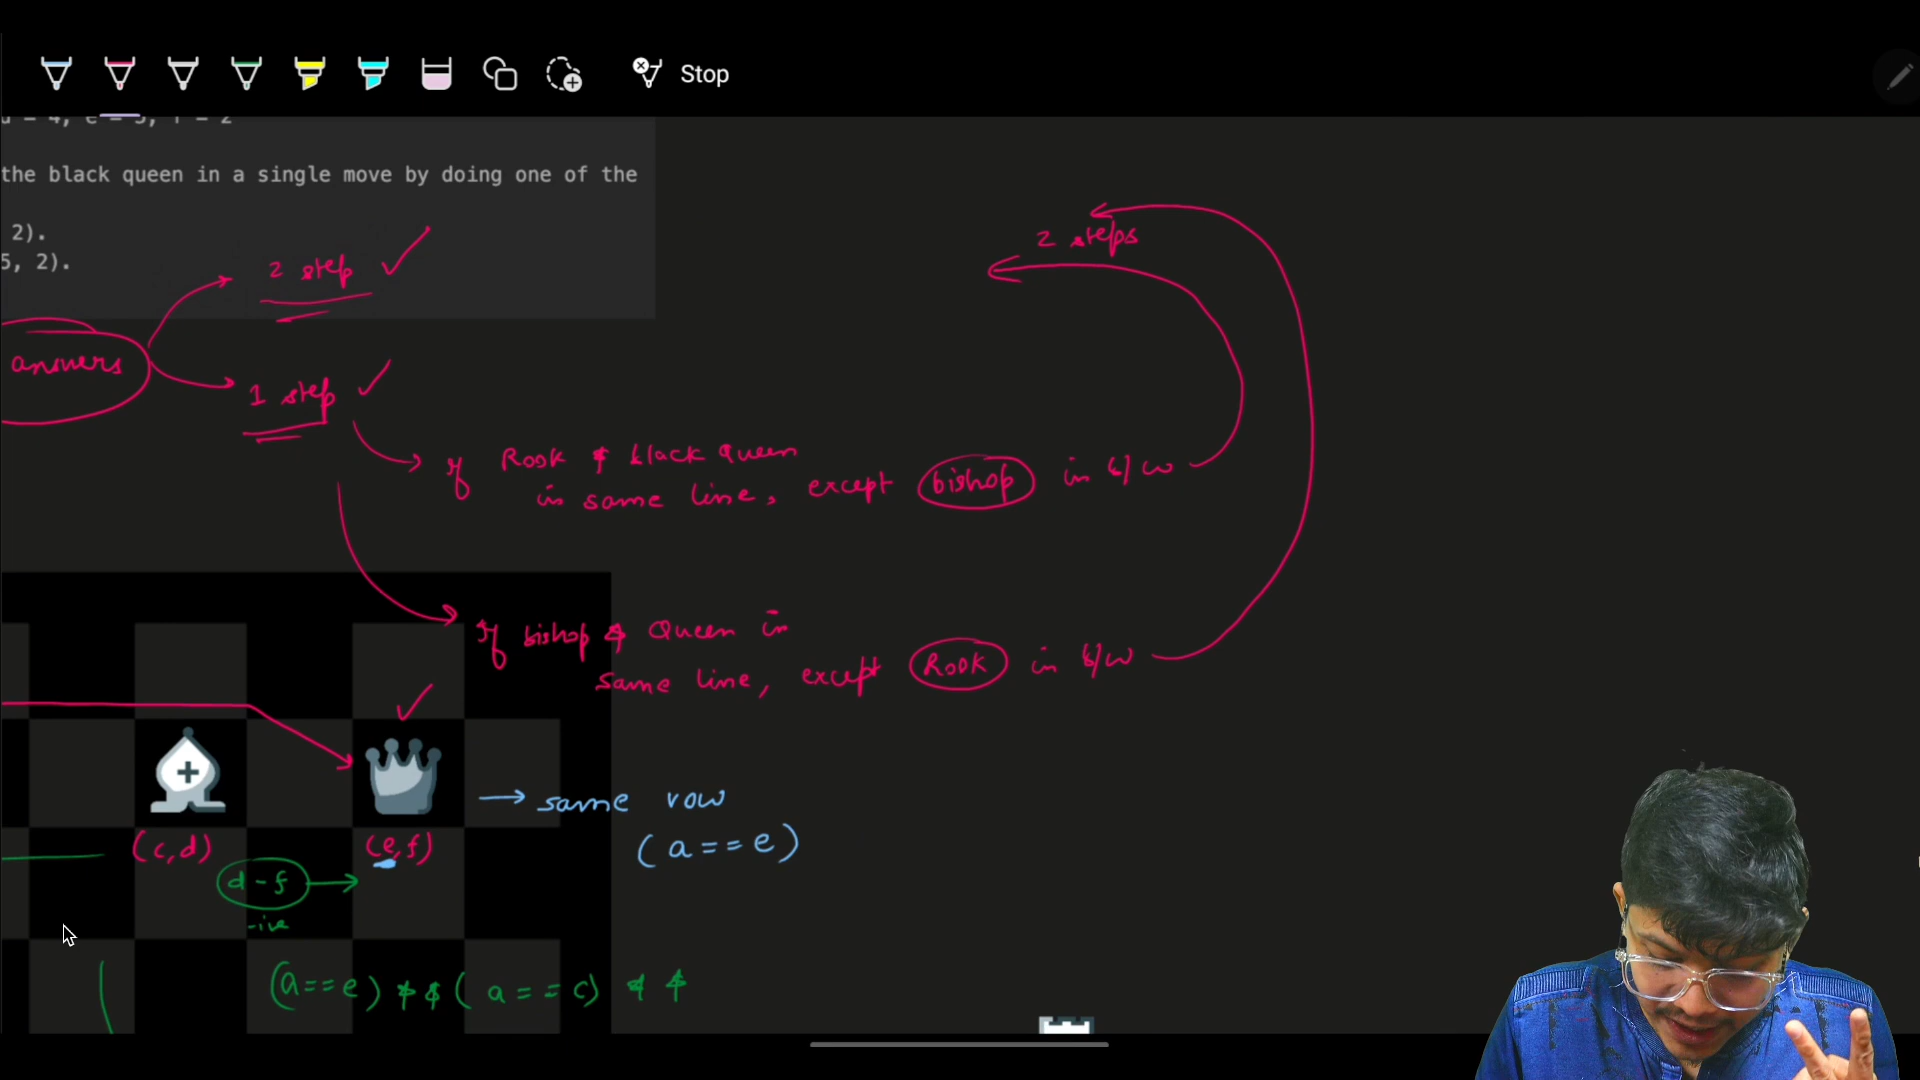 Stop
the black queen in a single move by doing one of the
2).
5, 2).
2 step
2 steps
answers
1 step
If Rook & black Queen
in same line, except bishop in b/w
If bishop & Queen in
same line, except Rook in b/w
→ same row
(a==e)
(c,d)
(e,f)
d-f
-ive
(a==e) && (a==c) &&